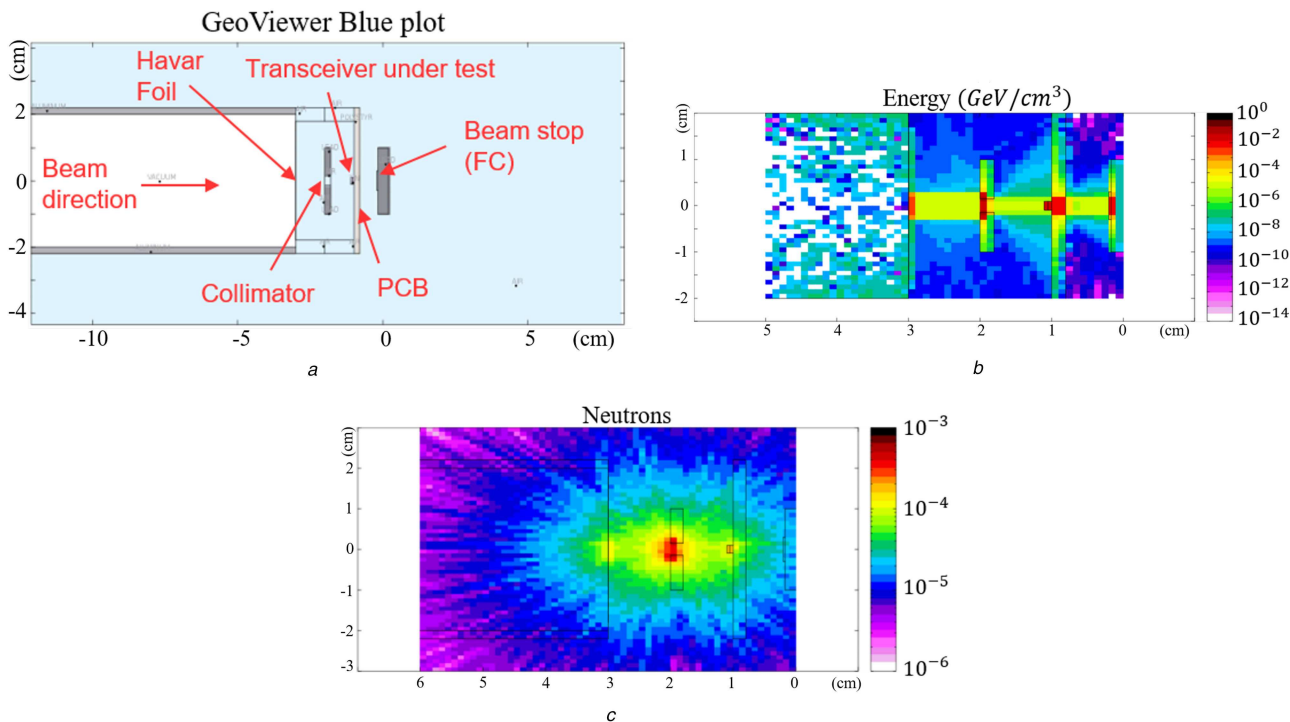 GeoViewer Blue plot
(cm)
Havar
Foil
Transceiver under test
Beam stop
(FC)
Beam
direction
VACUUM
AIR
Collimator
PCB
2
0
-2
-4
-10
-5
0
5
(cm)
a
Energy (GeV/cm³)
(cm)
2
1
0
-1
-2
5
4
3
2
1
0
(cm)
10⁰
10⁻²
10⁻⁴
10⁻⁶
10⁻⁸
10⁻¹⁰
10⁻¹²
10⁻¹⁴
b
Neutrons
(cm)
2
1
0
-1
-2
-3
6
5
4
3
2
1
0
(cm)
10⁻³
10⁻⁴
10⁻⁵
10⁻⁶
c